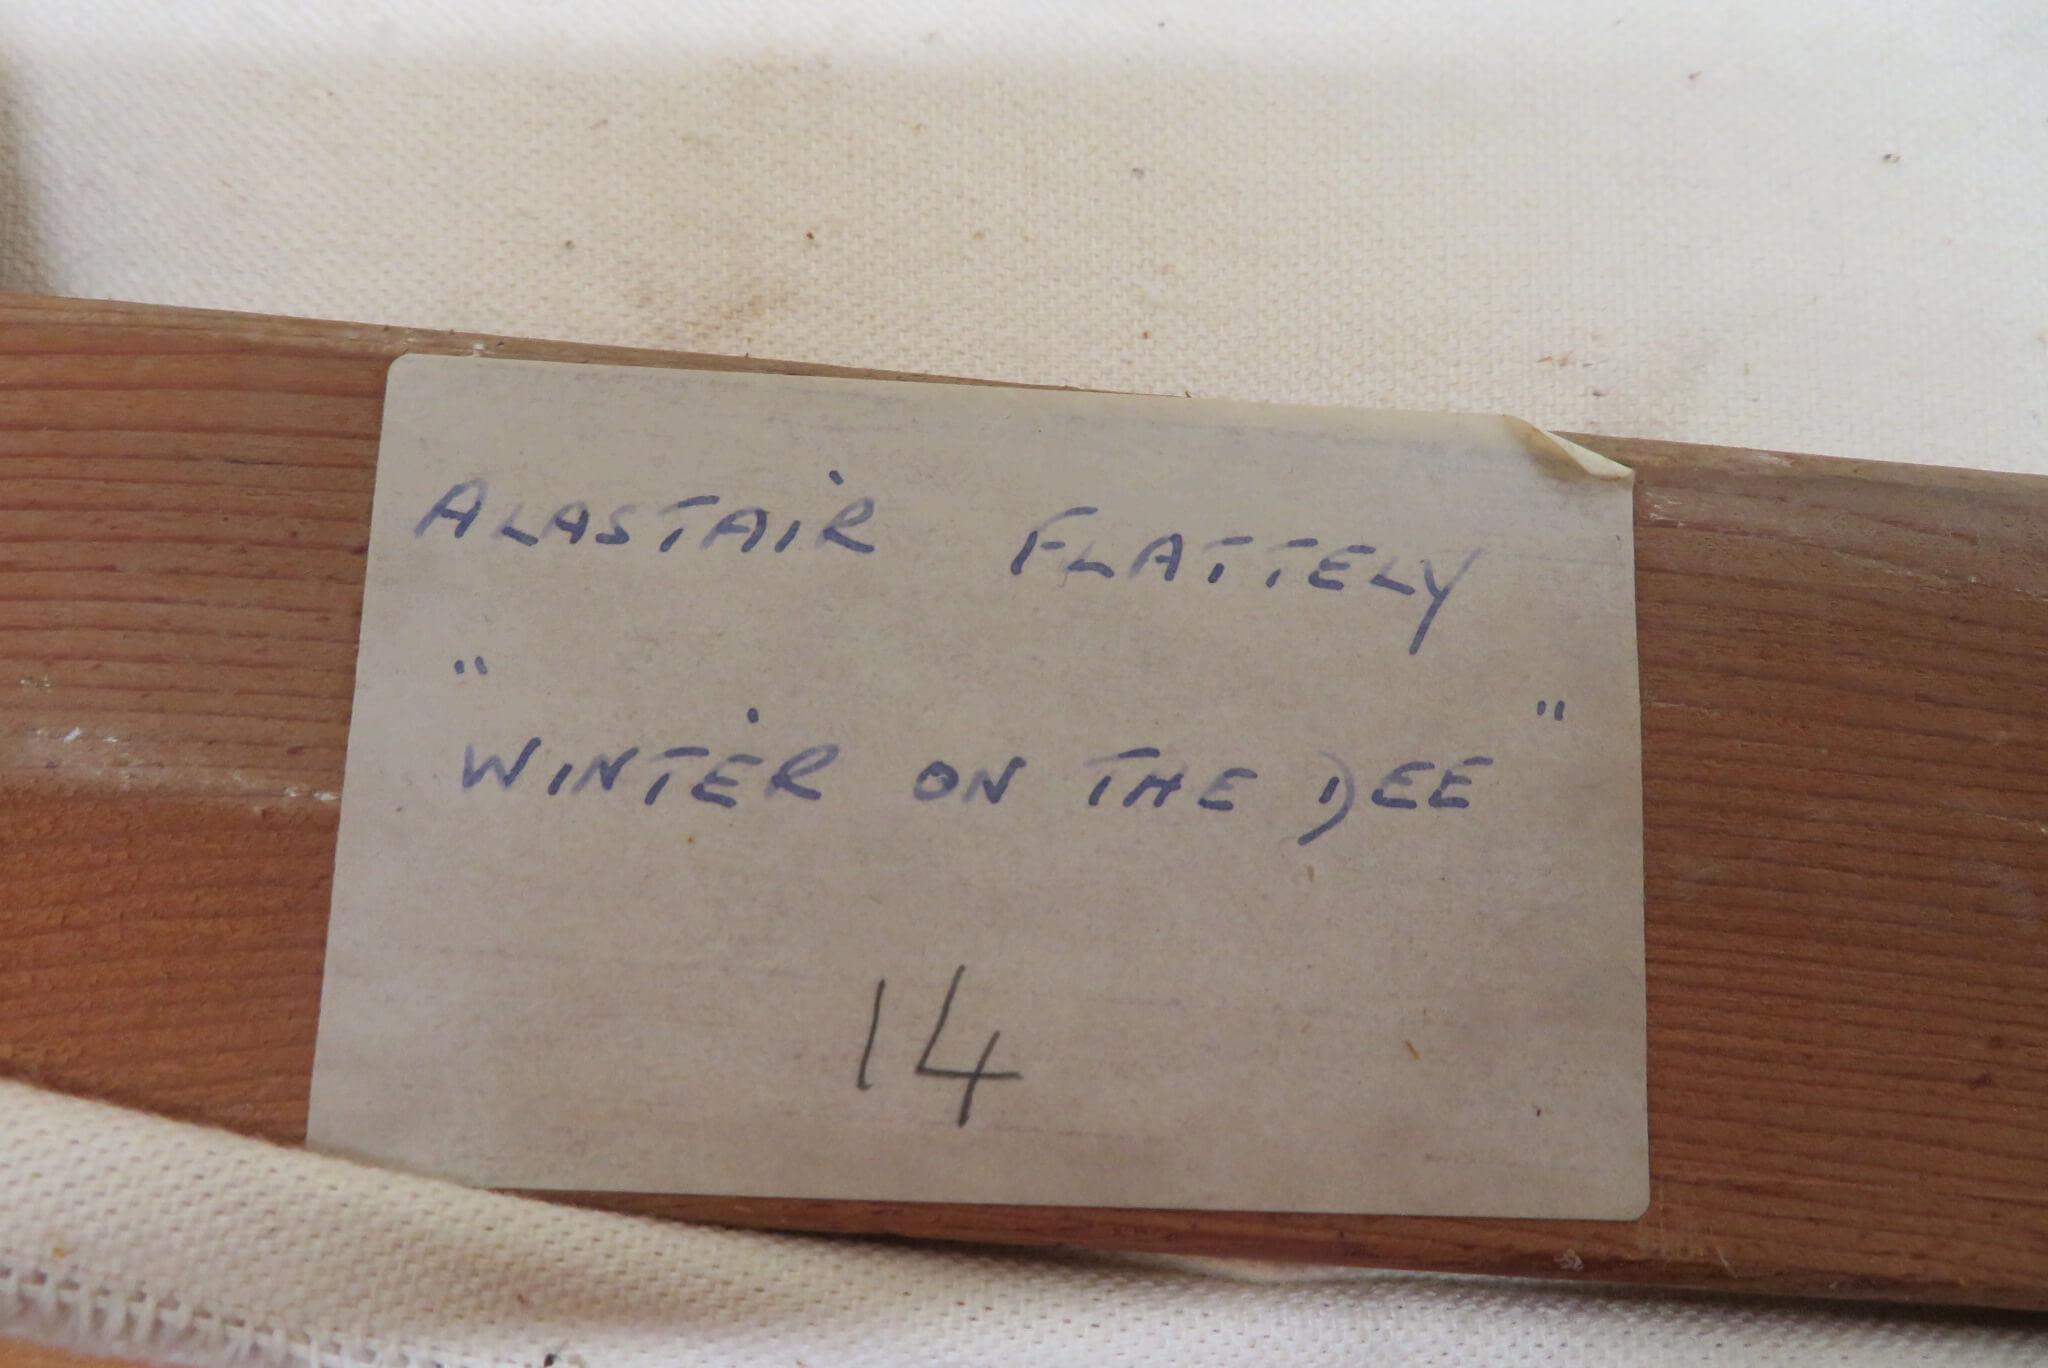 ALASTAIR FLATTELY
"WINTER ON THE DEE"
14